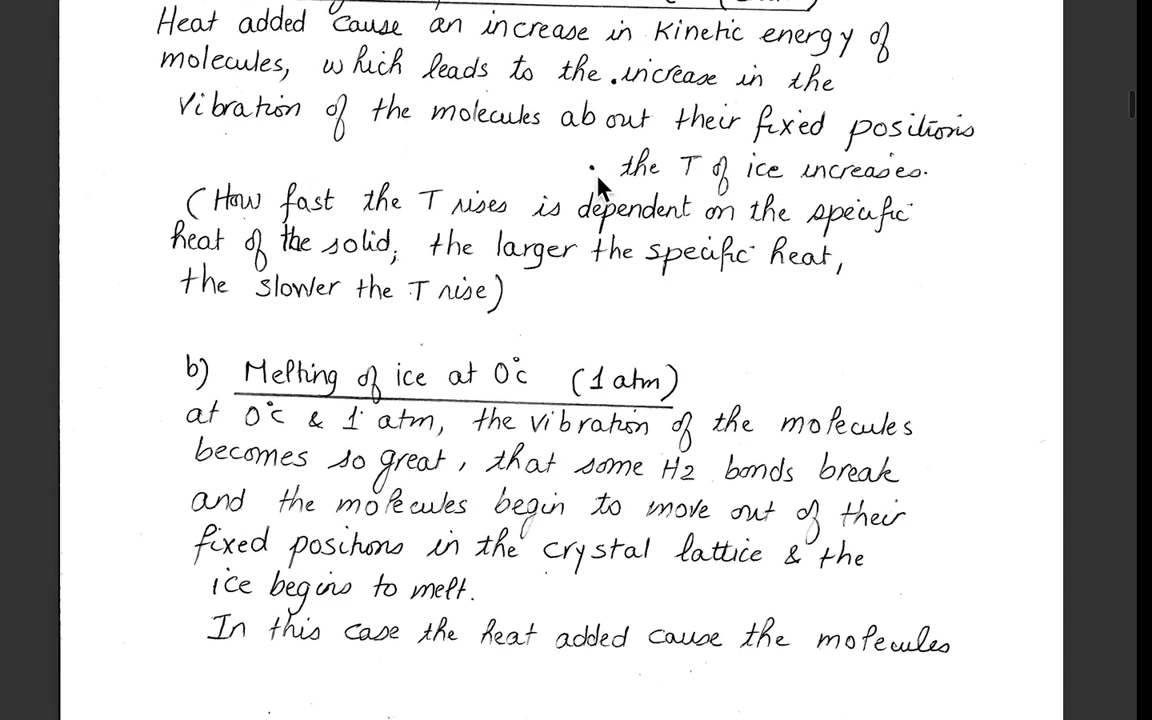 Heat added cause an increase in Kinetic energy of
molecules, which leads to the increase in the
vibration of the molecules about their fixed positions
the T of ice increases.
(How fast the T rises is dependent on the specific
heat of the solid, the larger the specific heat,
the slower the T rise)
b) Melting of ice at 0°c (1 atm)
at 0°c & 1 atm, the vibration of the molecules
becomes so great, that some H2 bonds break
and the molecules begin to move out of their
fixed positions in the crystal lattice & the
ice begins to melt.
In this case the heat added cause the molecules